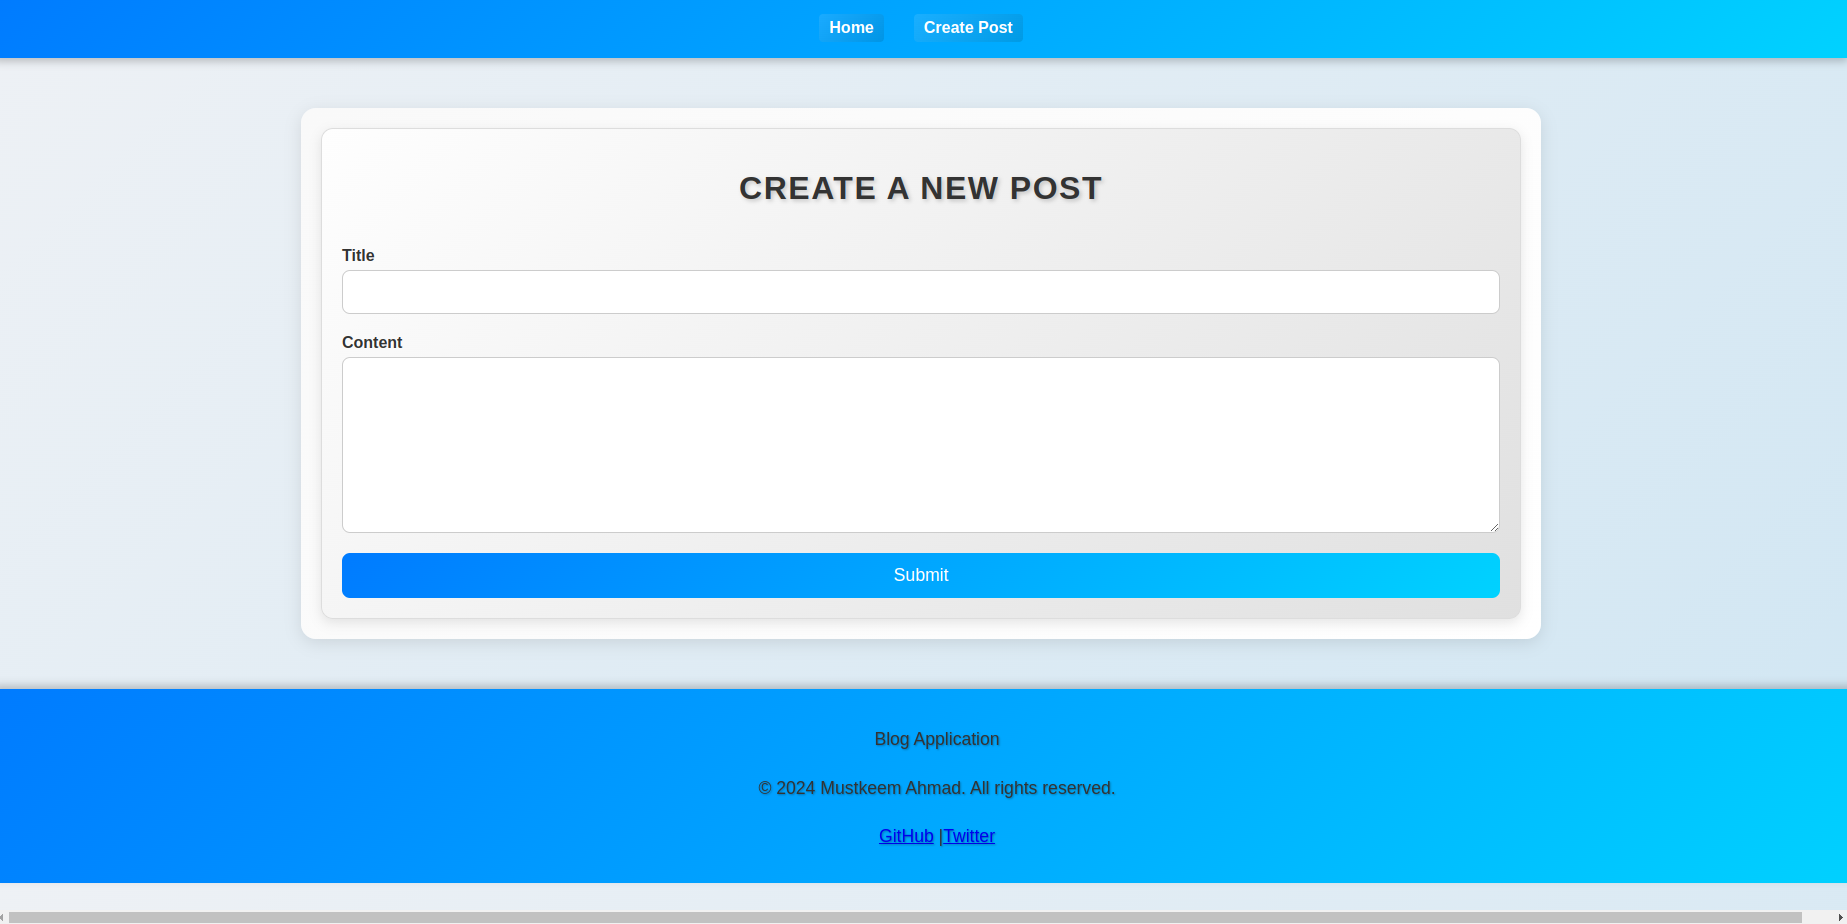 Home Create Post
CREATE A NEW POST
Title
Content
Submit
Blog Application
© 2024 Mustkeem Ahmad. All rights reserved.
GitHub |Twitter